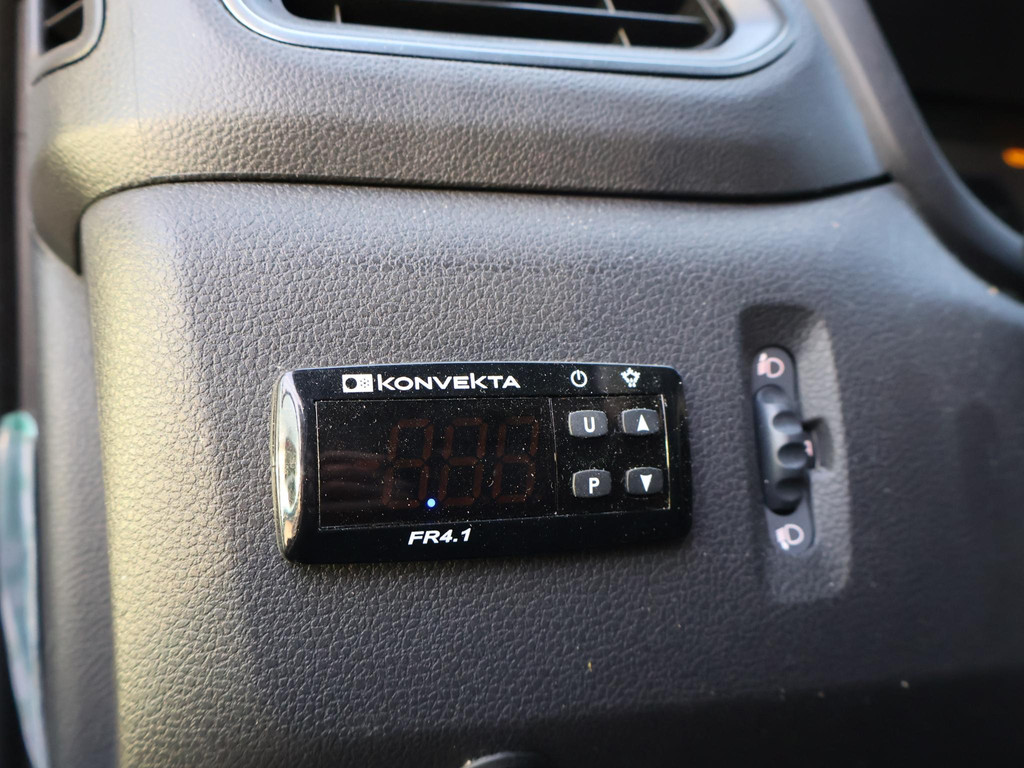 KONVEKTA
U
P
FR4.1